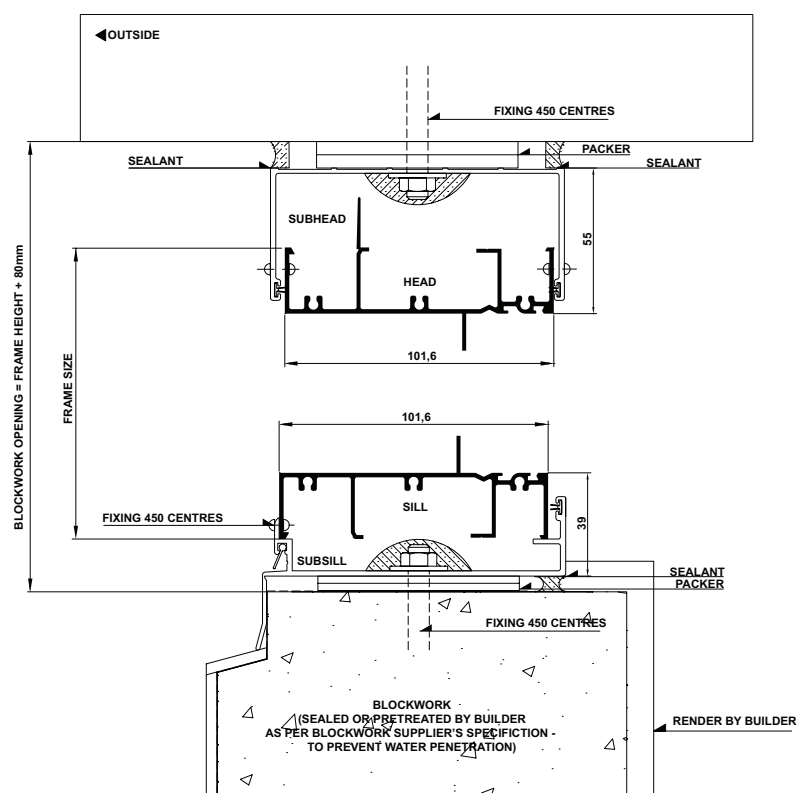 OUTSIDE
FIXING 450 CENTRES
PACKER
SEALANT
SEALANT
SUBHEAD
55
HEAD
BLOCKWORK OPENING = FRAME HEIGHT + 80mm
FRAME SIZE
101,6
101,6
SILL
FIXING 450 CENTRES
39
SUBSILL
SEALANT
PACKER
FIXING 450 CENTRES
BLOCKWORK
(SEALED OR PRETREATED BY BUILDER
AS PER BLOCKWORK SUPPLIER'S SPECIFICTION -
TO PREVENT WATER PENETRATION)
RENDER BY BUILDER